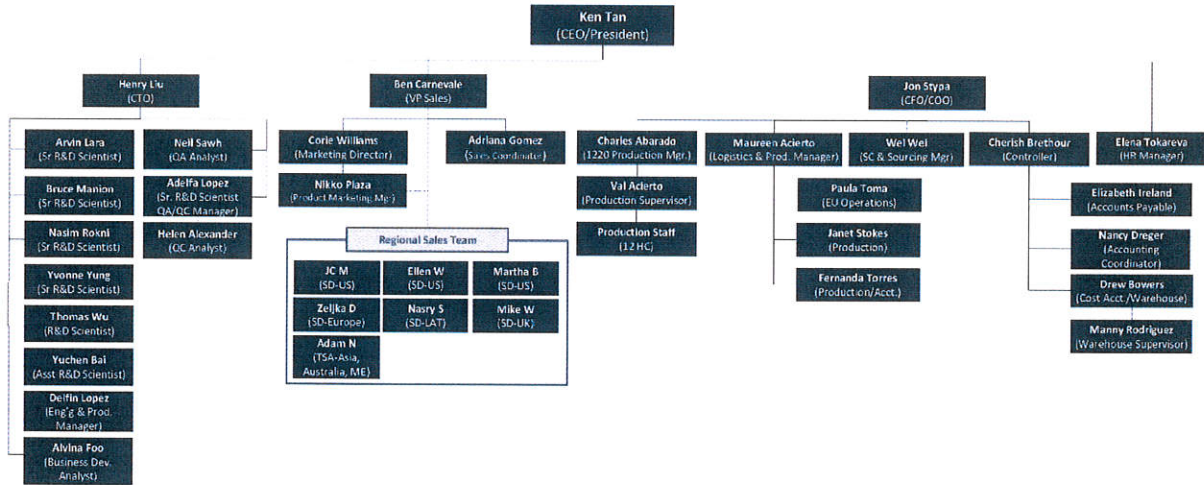 Ken Tan
(CEO/President)
Henry Liu
(CTO)
Ben Carnevale
(VP Sales)
Jon Stypa
(CFO/COO)
Arvin Lara
(Sr R&D Scientist)
Neil Sawh
(QA Analyst)
Corie Williams
(Marketing Director)
Adriana Gomez
(Sales Coordinator)
Charles Abarado
(1220 Production Mgr.)
Maureen Acierto
(Logistics & Prod. Manager)
Wei Wei
(SC & Sourcing Mgr)
Cherish Brethour
(Controller)
Elena Tokareva
(HR Manager)
Bruce Manion
(Sr R&D Scientist)
Adelfa Lopez
(Sr. R&D Scientist
QA/QC Manager)
Nikko Plaza
(Product Marketing Mgr)
Val Acierto
(Production Supervisor)
Paula Toma
(EU Operations)
Elizabeth Ireland
(Accounts Payable)
Nasim Rokni
(Sr R&D Scientist)
Helen Alexander
(QC Analyst)
Production Staff
(12 HC)
Janet Stokes
(Production)
Nancy Dreger
(Accounting
Coordinator)
Yvonne Yung
(Sr R&D Scientist)
Fernanda Torres
(Production/Acct.)
Drew Bowers
(Cost Acct./Warehouse)
Thomas Wu
(R&D Scientist)
Manny Rodriguez
(Warehouse Supervisor)
Yuchen Bai
(Asst R&D Scientist)
Delfin Lopez
(Eng'g & Prod.
Manager)
Alvina Foo
(Business Dev.
Analyst)
Regional Sales Team
JC M
(SD-US)
Ellen W
(SD-US)
Martha B
(SD-US)
Zeljka D
(SD-Europe)
Nasry S
(SD-LAT)
Mike W
(SD-UK)
Adam N
(TSA-Asia,
Australia, ME)